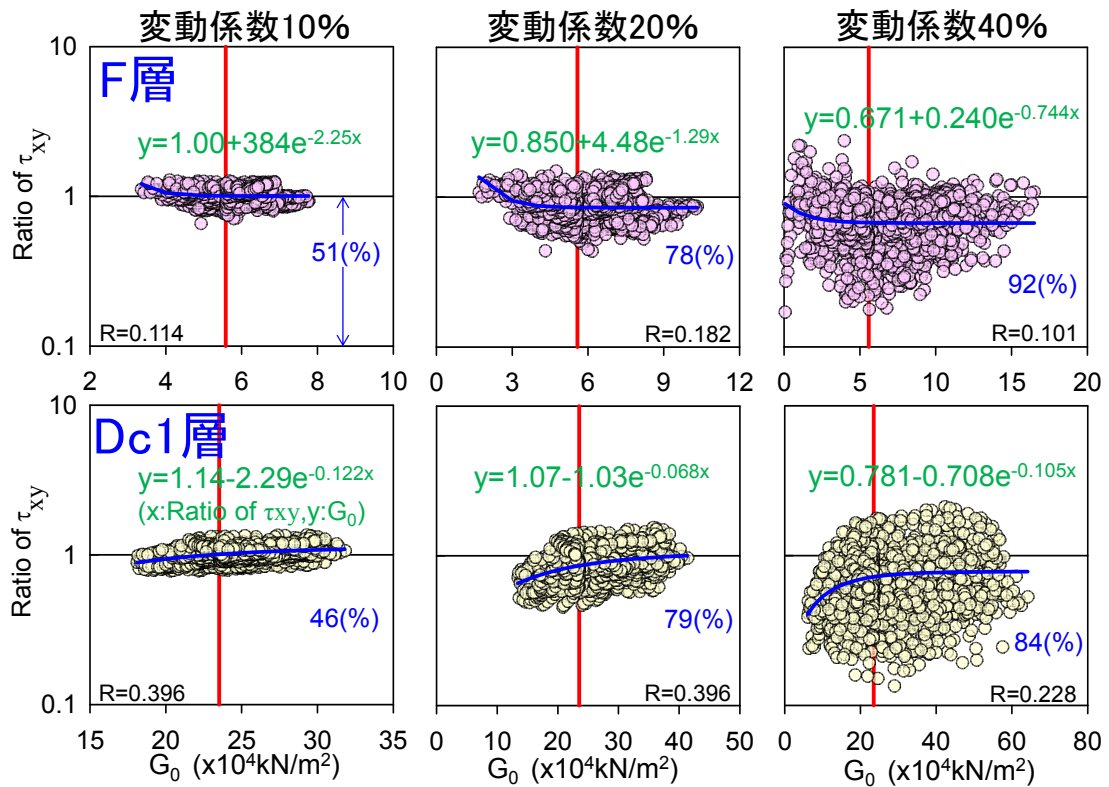 変動係数10%
変動係数20%
変動係数40%
Ratio of τxy
10
1
0.1
F層
y=1.00+384e-2.25x
51(%)
R=0.114
2 4 6 8 10
y=0.850+4.48e-1.29x
78(%)
R=0.182
0 3 6 9 12
y=0.671+0.240e-0.744x
92(%)
R=0.101
0 5 10 15 20
Ratio of τxy
10
1
0.1
Dc1層
y=1.14-2.29e-0.122x
(x:Ratio of τxy,y:G0)
46(%)
R=0.396
15 20 25 30 35
G0 (x10⁴kN/m²)
y=1.07-1.03e-0.068x
79(%)
R=0.396
0 10 20 30 40 50
G0 (x10⁴kN/m²)
y=0.781-0.708e-0.105x
84(%)
R=0.228
0 20 40 60 80
G0 (x10⁴kN/m²)